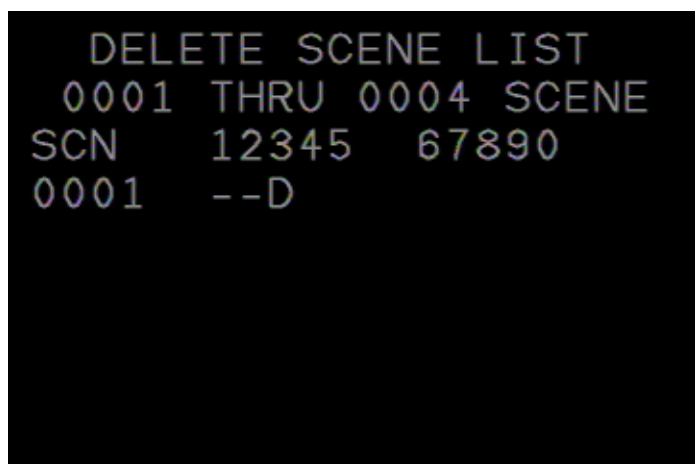 DELETE SCENE LIST
0001 THRU 0004 SCENE
SCN 12345 67890
0001 --D